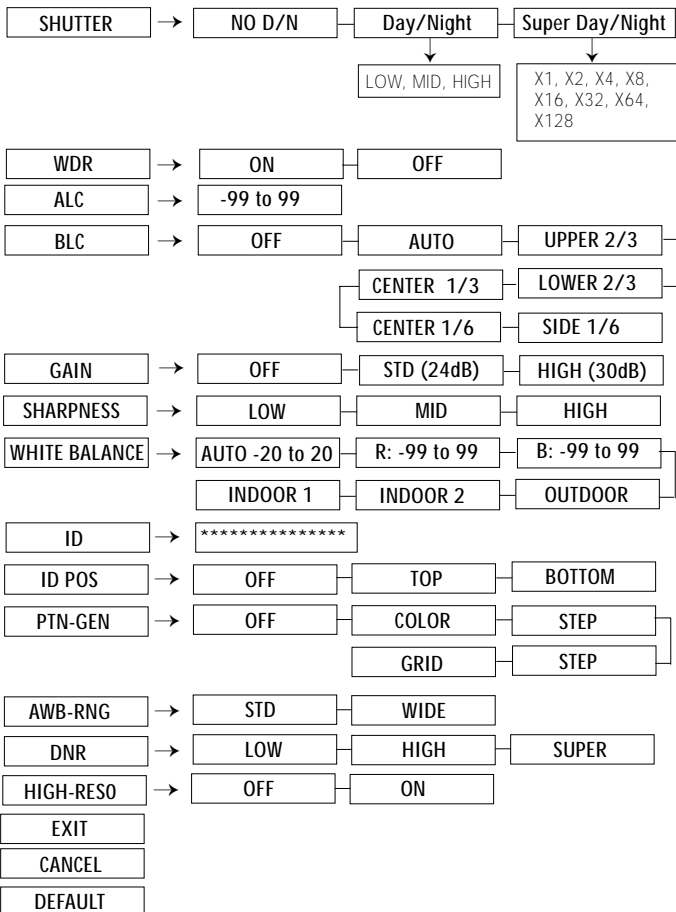 SHUTTER NO D/N Day/Night Super Day/Night
LOW, MID, HIGH
X1, X2, X4, X8,
X16, X32, X64,
X128
WDR ON OFF
ALC -99 to 99
BLC OFF AUTO UPPER 2/3
CENTER 1/3 LOWER 2/3
CENTER 1/6 SIDE 1/6
GAIN OFF STD (24dB) HIGH (30dB)
SHARPNESS LOW MID HIGH
WHITE BALANCE AUTO -20 to 20 R: -99 to 99 B: -99 to 99
INDOOR 1 INDOOR 2 OUTDOOR
ID ***************
ID POS OFF TOP BOTTOM
PTN-GEN OFF COLOR STEP
GRID STEP
AWB-RNG STD WIDE
DNR LOW HIGH SUPER
HIGH-RESO OFF ON
EXIT
CANCEL
DEFAULT